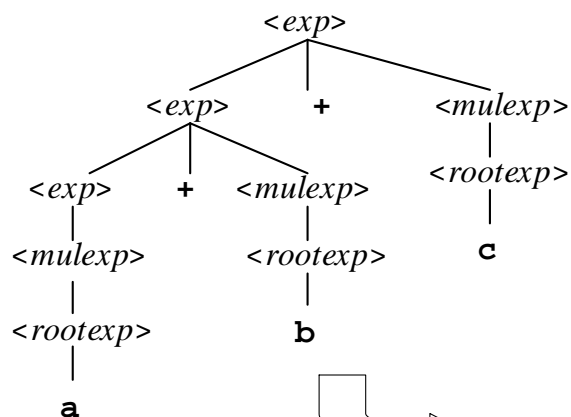 <exp>
<exp> + <mulexp>
<exp> + <mulexp> <rootexp>
<mulexp> <rootexp> c
<rootexp> b
a